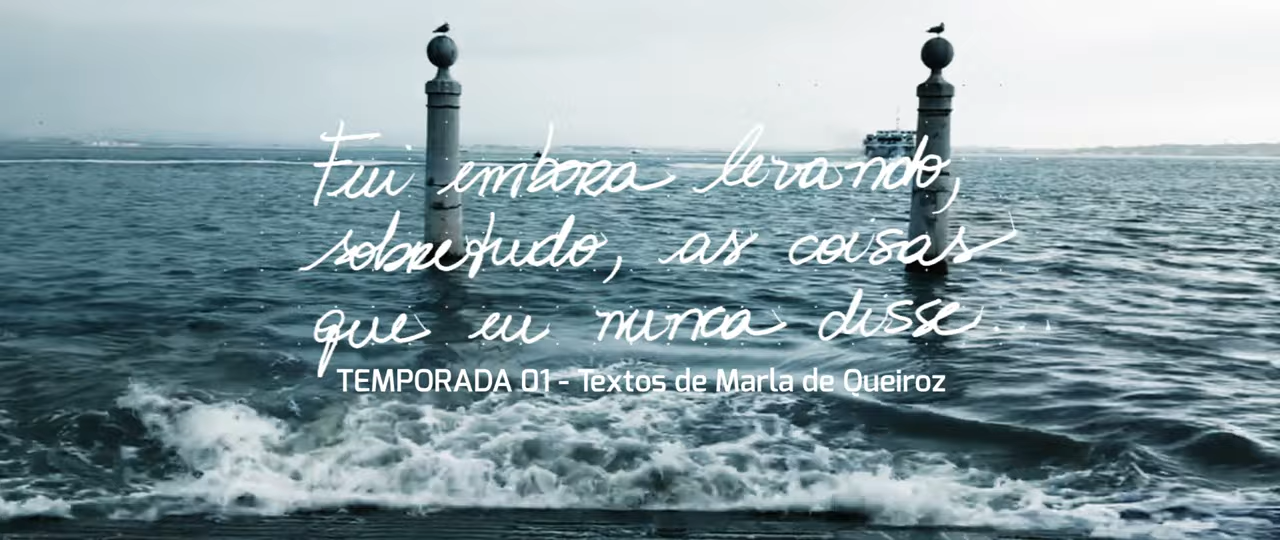 Fui embora levando,
sobretudo, as coisas
que eu nunca disse...
TEMPORADA 01 - Textos de Marla de Queiroz